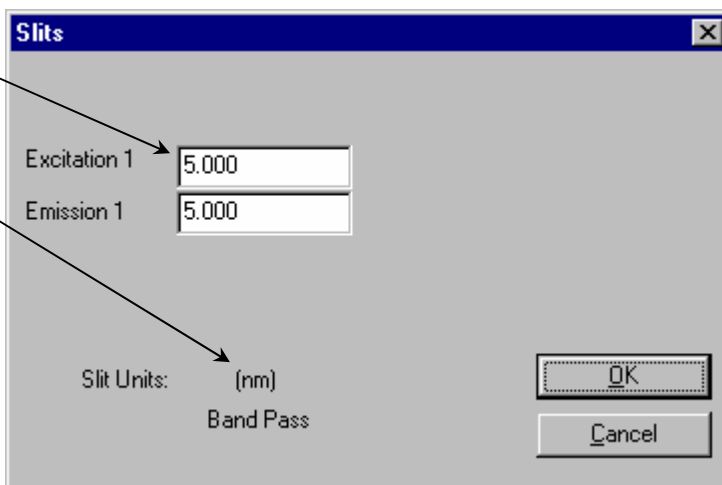 Slits
Excitation 1 5.000
Emission 1 5.000
Slit Units: (nm)
Band Pass
OK
Cancel